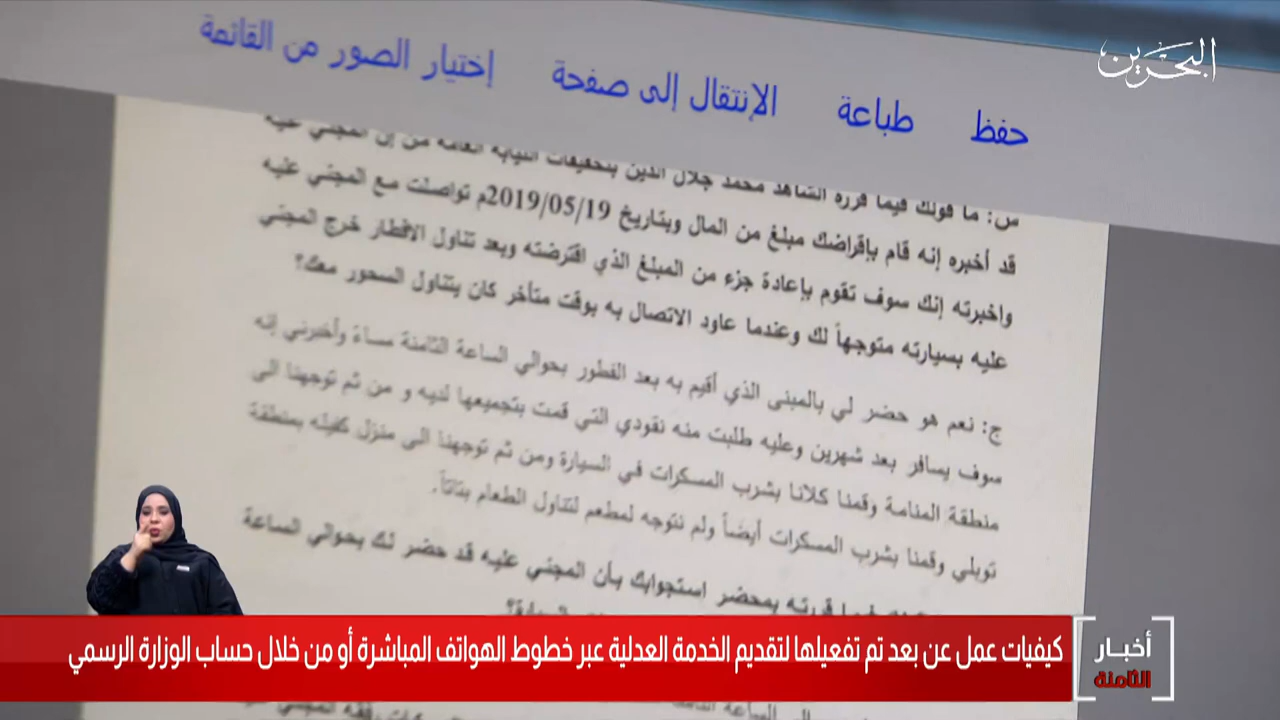 البحرين
حفظ طباعة الإنتقال إلى صفحة إختيار الصور من القائمة
س: ما قولك فيما قرره الشاهد محمد جلال الدين بتحقيقات النيابة العامة من إن المجني عليه
قد أخبره إنه قام بإقراضك مبلغ من المال وبتاريخ 2019/05/19م تواصلت مع المجني عليه
واخبرته إنك سوف تقوم بإعادة جزء من المبلغ الذي اقترضته وبعد تناول الافطار خرج المجني
عليه بسيارته متوجهاً لك وعندما عاود الاتصال به بوقت متأخر كان يتناول السحور معك؟
ج: نعم هو حضر لي بالمبنى الذي أقيم به بعد الفطور بحوالي الساعة الثامنة مساءً وأخبرني إنه
سوف يسافر بعد شهرين وعليه طلبت منه نقودي التي قمت بتجميعها لديه و من ثم توجهنا الى
منطقة المنامة وقمنا كلانا بشرب المسكرات في السيارة ومن ثم توجهنا الى منزل كفيله بمنطقة
توبلي وقمنا بشرب المسكرات أيضاً ولم نتوجه لمطعم لتناول الطعام بتاتاً.
قررته بمحضر استجوابك بأن المجني عليه قد حضر لك بحوالي الساعة
السيارة؟
أخبار
الثامنة
كيفيات عمل عن بعد تم تفعيلها لتقديم الخدمة العدلية عبر خطوط الهواتف المباشرة أو من خلال حساب الوزارة الرسمي